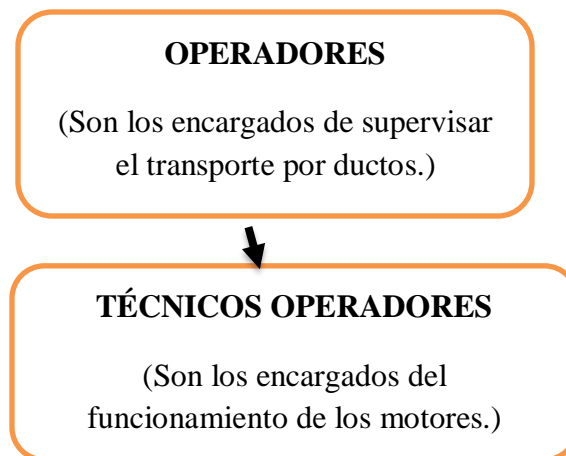 OPERADORES
(Son los encargados de supervisar
el transporte por ductos.)
TÉCNICOS OPERADORES
(Son los encargados del
funcionamiento de los motores.)